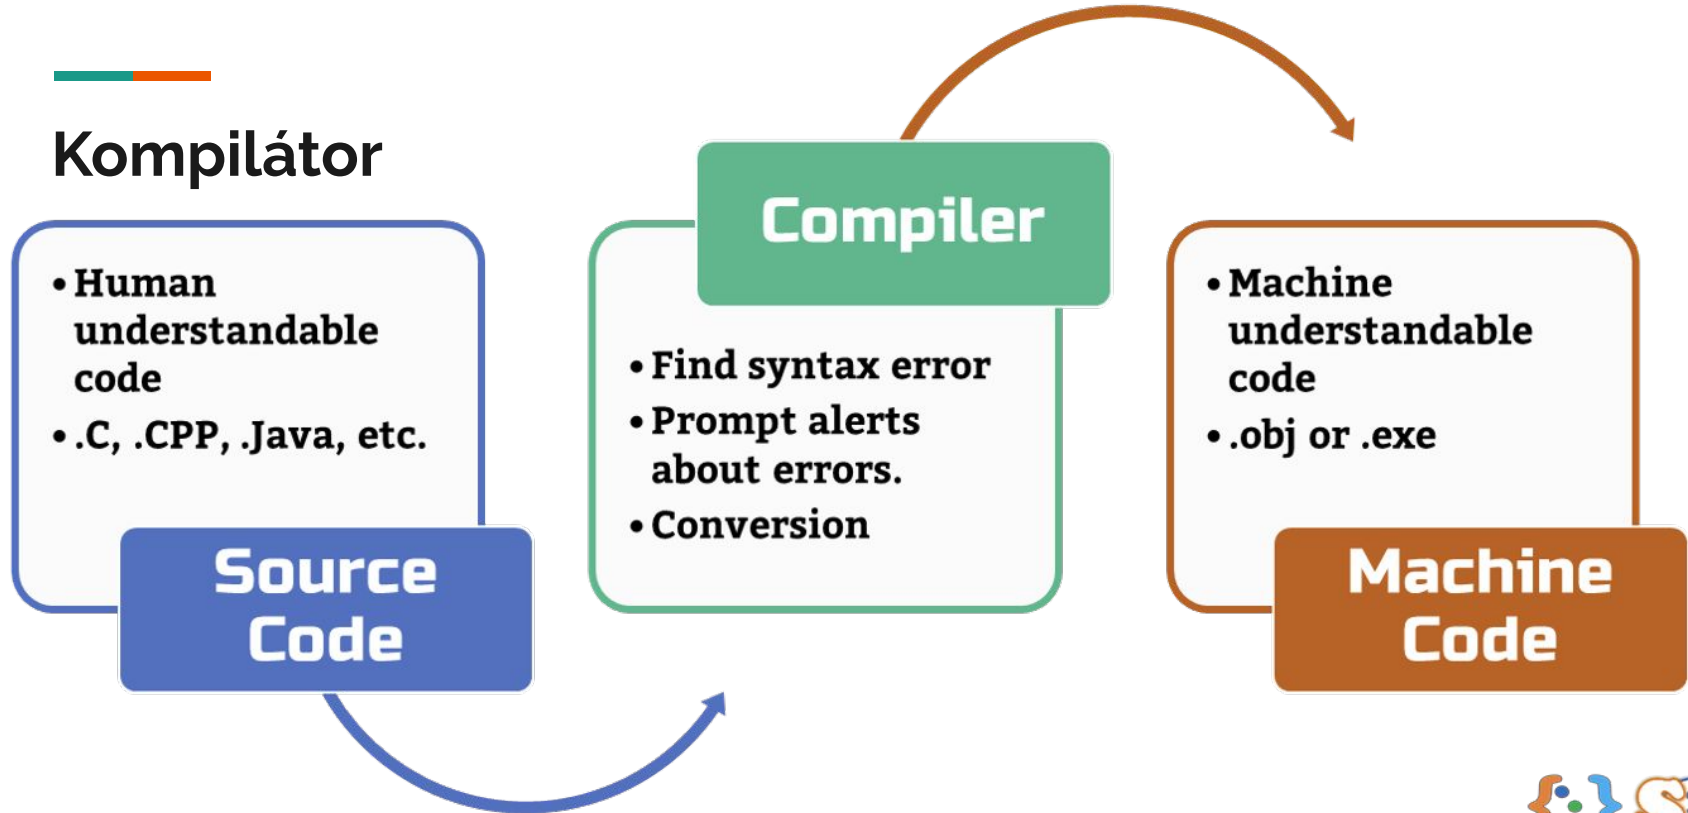 Kompilátor
• Human
understandable
code
• .C, .CPP, .Java, etc.
Source
Code
Compiler
• Find syntax error
• Prompt alerts
about errors.
• Conversion
• Machine
understandable
code
• .obj or .exe
Machine
Code